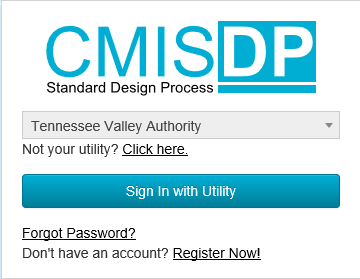 CMISDP
Standard Design Process
Tennessee Valley Authority
Not your utility? Click here.
Sign In with Utility
Forgot Password?
Don't have an account? Register Now!